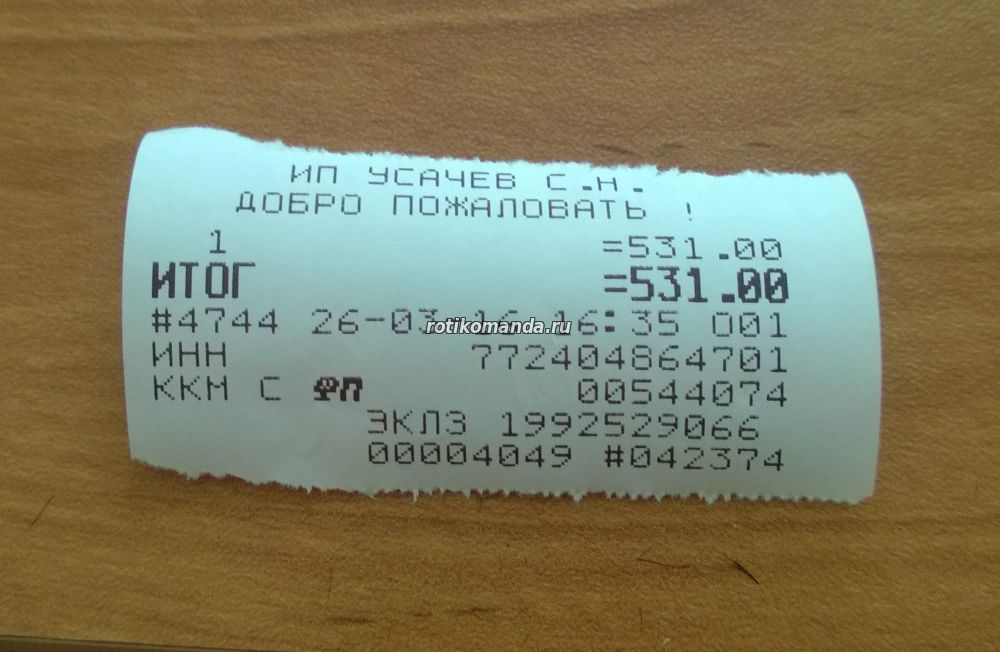 ИП УСАЧЕВ С.Н.
ДОБРО ПОЖАЛОВАТЬ !
1 =531.00
ИТОГ =531.00
#4744 26-03-16 16:35 001
rotikomanda.ru
ИНН 772404864701
ККМ С ФП 00544074
ЭКЛЗ 1992529066
00004049 #042374